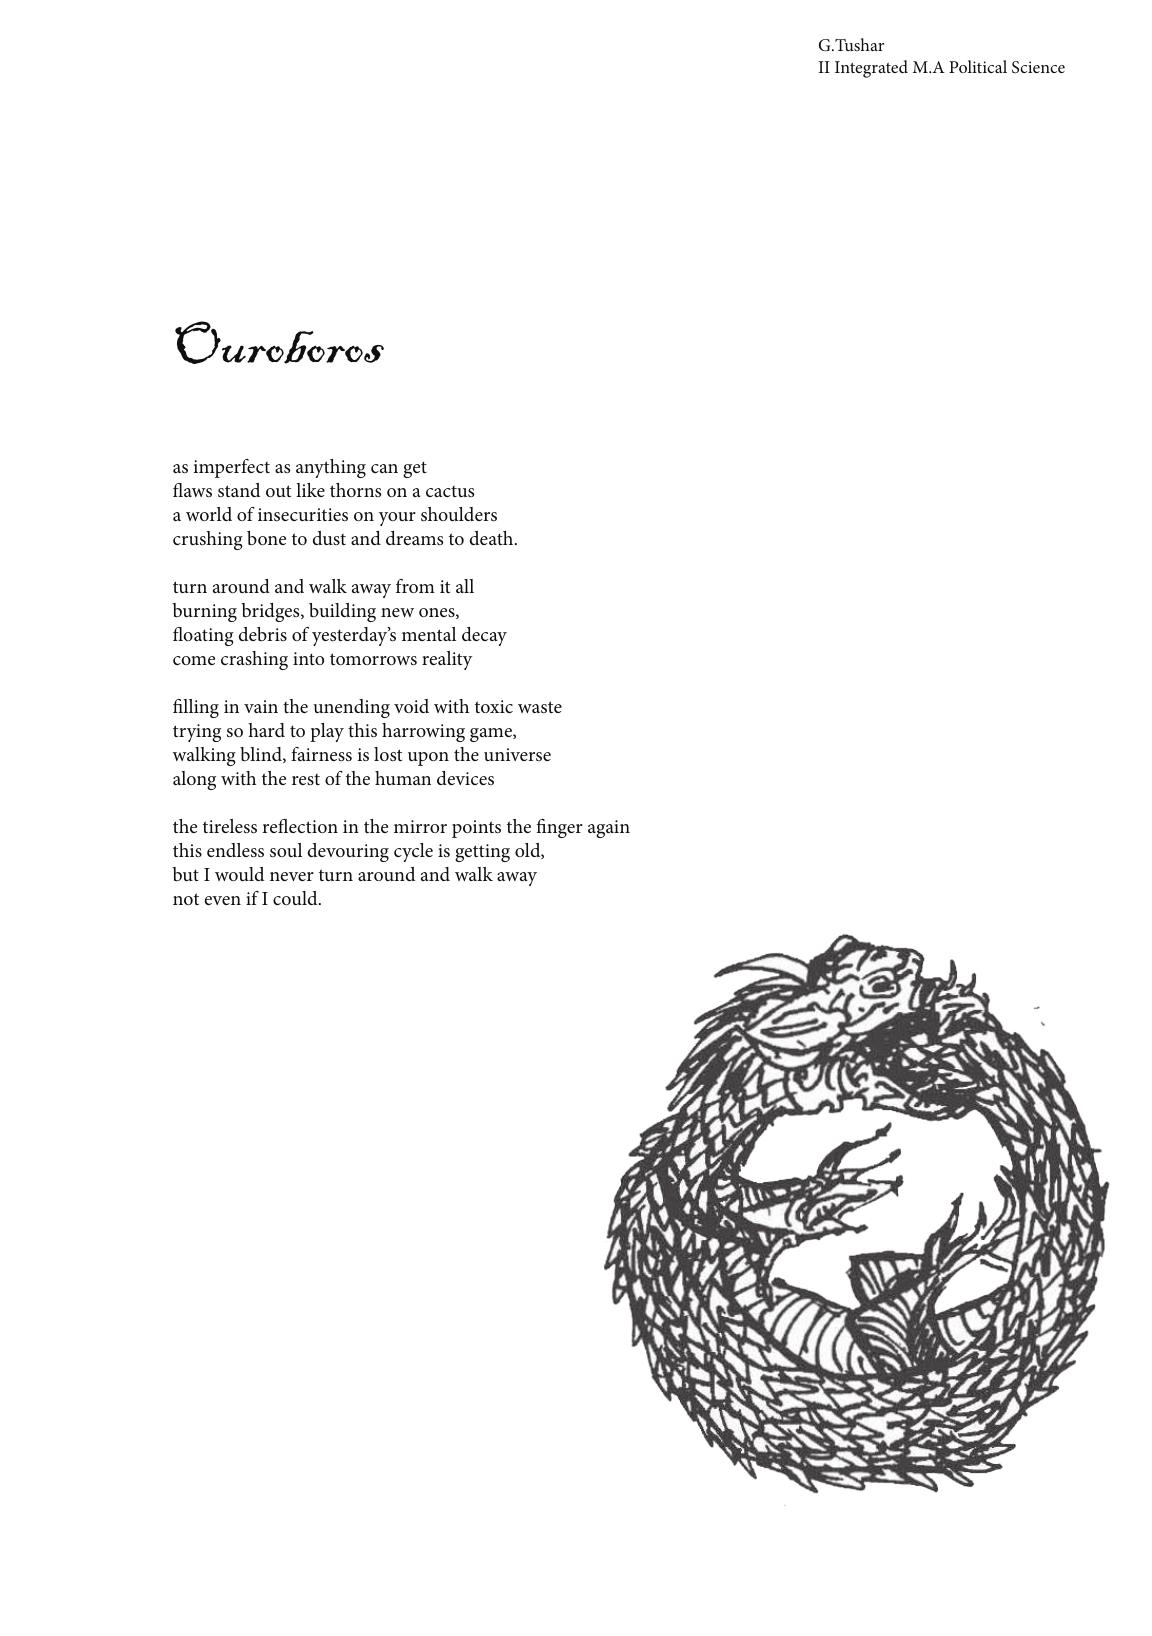 G.Tushar
II Integrated M.A Political Science
Ouroboros
as imperfect as anything can get
flaws stand out like thorns on a cactus
a world of insecurities on your shoulders
crushing bone to dust and dreams to death.
turn around and walk away from it all
burning bridges, building new ones,
floating debris of yesterday’s mental decay
come crashing into tomorrows reality
filling in vain the unending void with toxic waste
trying so hard to play this harrowing game,
walking blind, fairness is lost upon the universe
along with the rest of the human devices
the tireless reflection in the mirror points the finger again
this endless soul devouring cycle is getting old,
but I would never turn around and walk away
not even if I could.